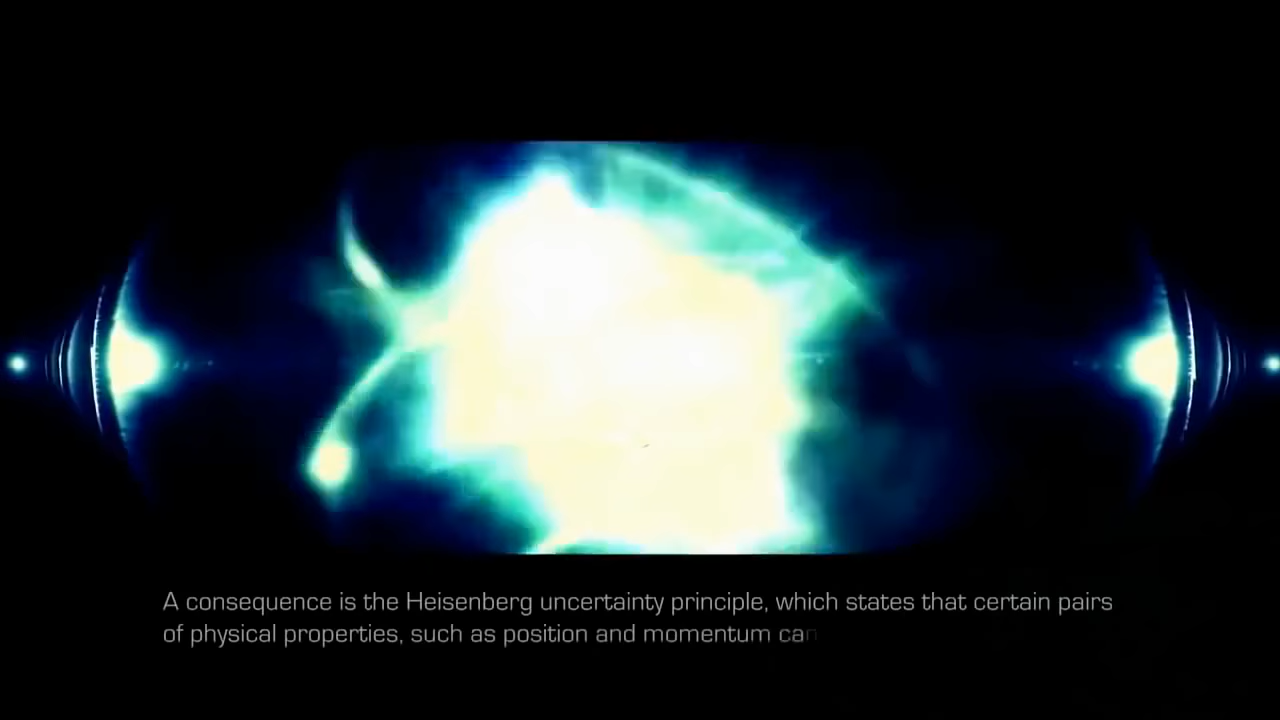 A consequence is the Heisenberg uncertainty principle, which states that certain pairs
of physical properties, such as position and momentum can